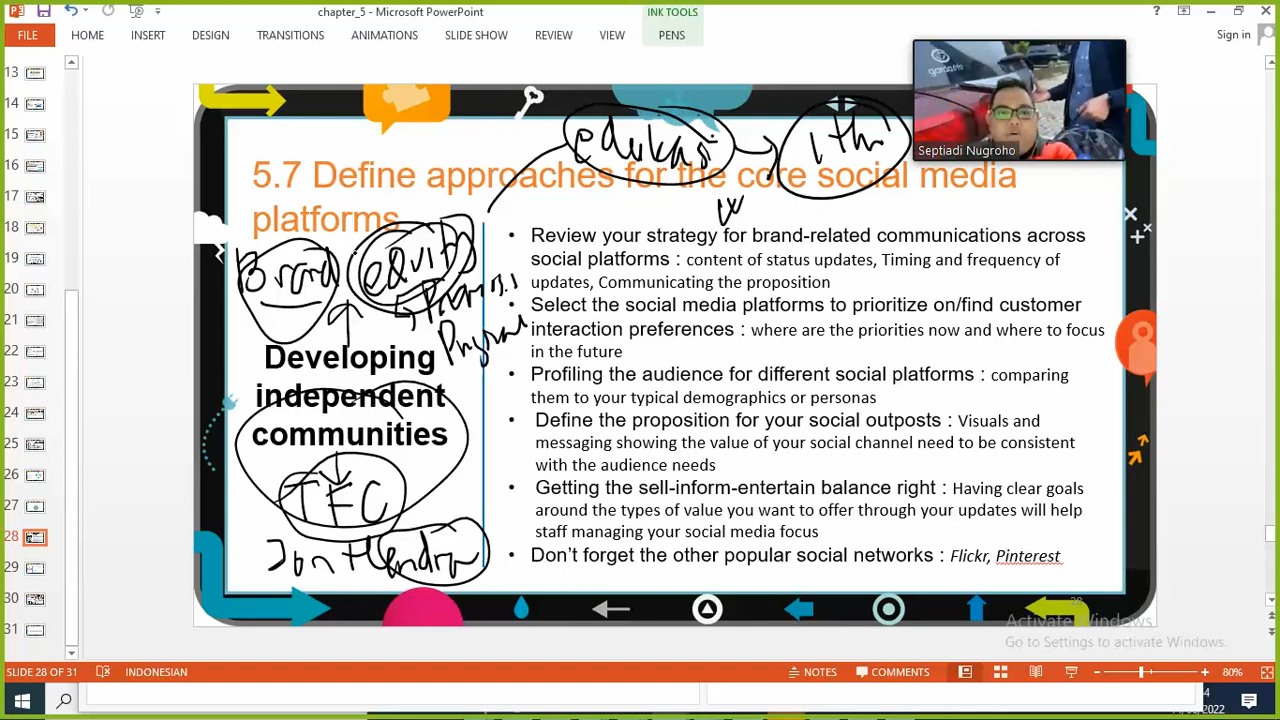 chapter_5 - Microsoft PowerPoint
INK TOOLS
?
FILE
HOME
INSERT
DESIGN
TRANSITIONS
ANIMATIONS
SLIDE SHOW
REVIEW
VIEW
PENS
Sign in
13
14
15
16
17
18
19
20
21
22
23
24
25
26
27
28
29
30
31
Septiadi Nugroho
edukasi
5.7 Define approaches for the core social media
platforms
Brand
Developing
independent
communities
TFC
• Review your strategy for brand-related communications across
social platforms : content of status updates, Timing and frequency of
updates, Communicating the proposition
• Select the social media platforms to prioritize on/find customer
interaction preferences : where are the priorities now and where to focus
in the future
• Profiling the audience for different social platforms : comparing
them to your typical demographics or personas
• Define the proposition for your social outposts : Visuals and
messaging showing the value of your social channel need to be consistent
with the audience needs
• Getting the sell-inform-entertain balance right : Having clear goals
around the types of value you want to offer through your updates will help
staff managing your social media focus
• Don't forget the other popular social networks : Flickr, Pinterest
28
Activate Windows
Go to Settings to activate Windows.
SLIDE 28 OF 31
INDONESIAN
NOTES
COMMENTS
80%